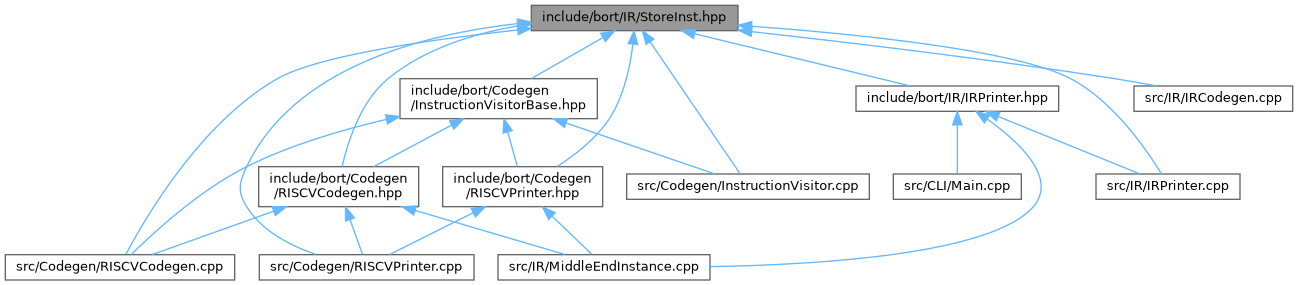 include/bort/IR/StoreInst.hpp
include/bort/Codegen
/InstructionVisitorBase.hpp
include/bort/IR/IRPrinter.hpp
src/IR/IRCodegen.cpp
include/bort/Codegen
/RISCVCodegen.hpp
include/bort/Codegen
/RISCVPrinter.hpp
src/Codegen/InstructionVisitor.cpp
src/CLI/Main.cpp
src/IR/IRPrinter.cpp
src/Codegen/RISCVCodegen.cpp
src/Codegen/RISCVPrinter.cpp
src/IR/MiddleEndInstance.cpp